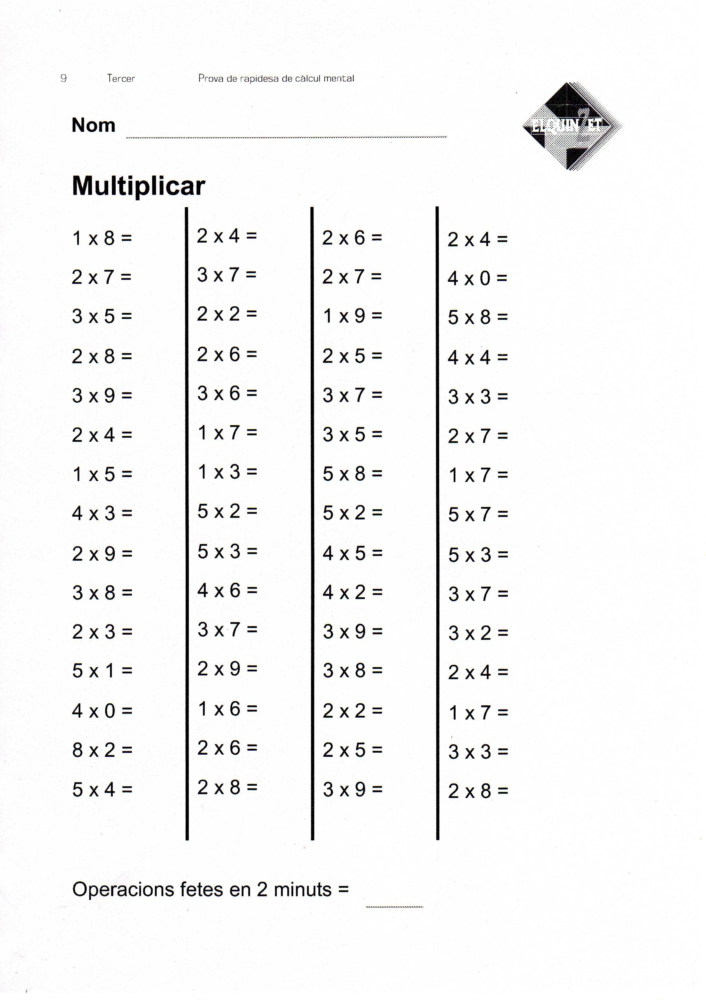 9 Tercer Prova de rapidesa de càlcul mental
ELQUINZET
Nom
Multiplicar
1 x 8 =
2 x 7 =
3 x 5 =
2 x 8 =
3 x 9 =
2 x 4 =
1 x 5 =
4 x 3 =
2 x 9 =
3 x 8 =
2 x 3 =
5 x 1 =
4 x 0 =
8 x 2 =
5 x 4 =
2 x 4 =
3 x 7 =
2 x 2 =
2 x 6 =
3 x 6 =
1 x 7 =
1 x 3 =
5 x 2 =
5 x 3 =
4 x 6 =
3 x 7 =
2 x 9 =
1 x 6 =
2 x 6 =
2 x 8 =
2 x 6 =
2 x 7 =
1 x 9 =
2 x 5 =
3 x 7 =
3 x 5 =
5 x 8 =
5 x 2 =
4 x 5 =
4 x 2 =
3 x 9 =
3 x 8 =
2 x 2 =
2 x 5 =
3 x 9 =
2 x 4 =
4 x 0 =
5 x 8 =
4 x 4 =
3 x 3 =
2 x 7 =
1 x 7 =
5 x 7 =
5 x 3 =
3 x 7 =
3 x 2 =
2 x 4 =
1 x 7 =
3 x 3 =
2 x 8 =
Operacions fetes en 2 minuts =